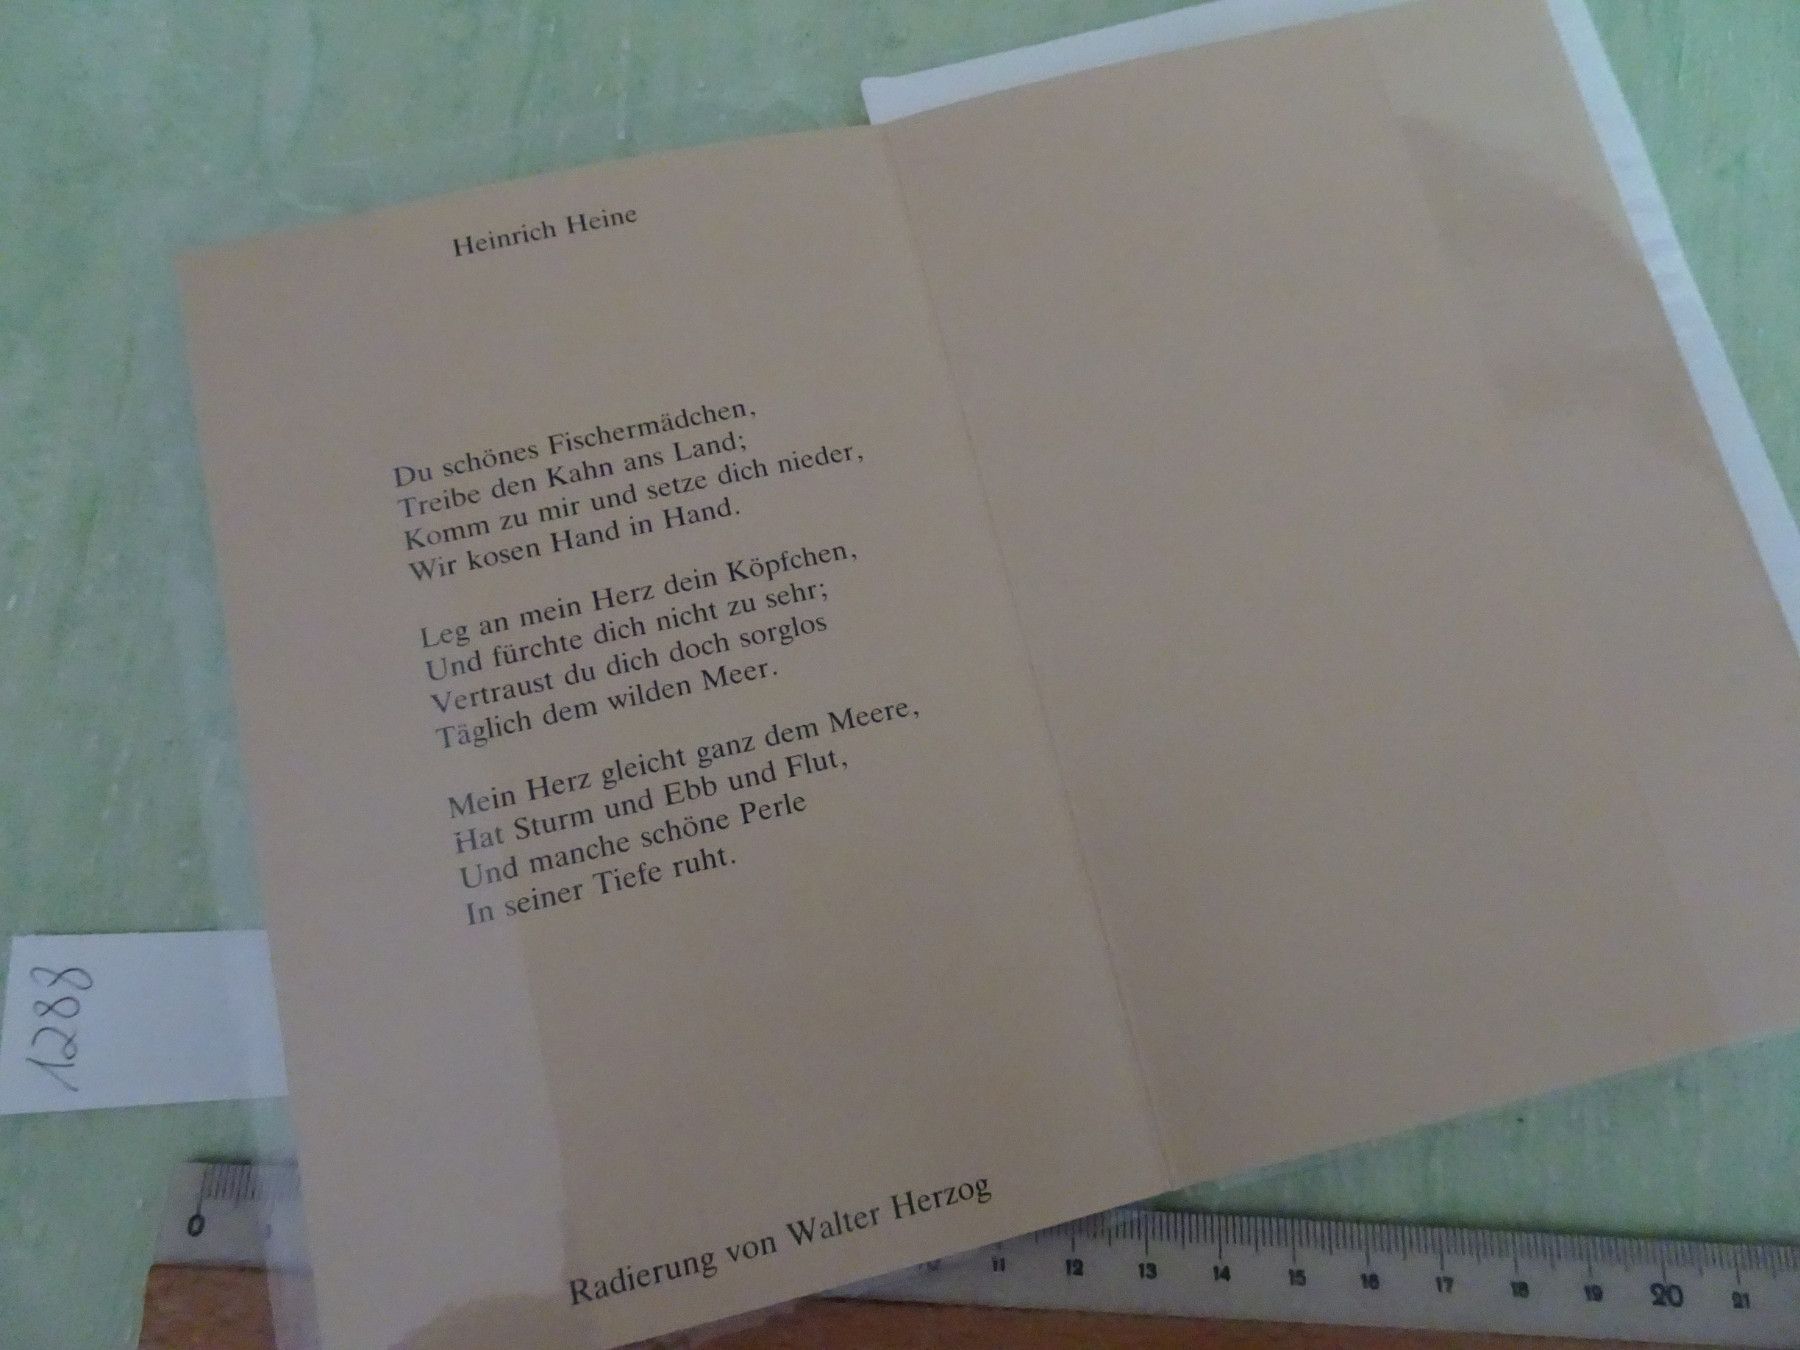 Heinrich Heine
Du schönes Fischermädchen,
Treibe den Kahn ans Land;
Komm zu mir und setze dich nieder,
Wir kosen Hand in Hand.
Leg an mein Herz dein Köpfchen,
Und fürchte dich nicht zu sehr;
Vertraust du dich doch sorglos
Täglich dem wilden Meer.
Mein Herz gleicht ganz dem Meere,
Hat Sturm und Ebb und Flut,
Und manche schöne Perle
In seiner Tiefe ruht.
Radierung von Walter Herzog
1288
0 10 11 12 13 14 15 16 17 18 19 20 21